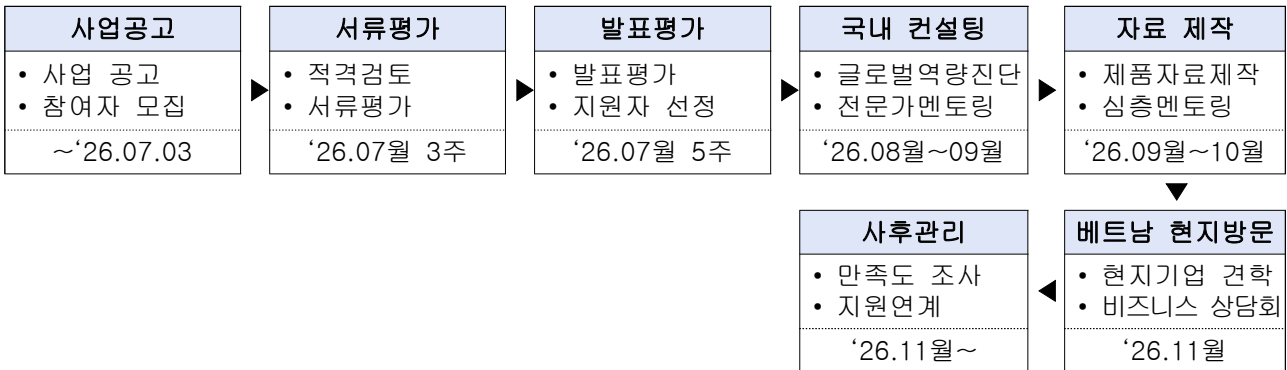 사업공고
• 사업 공고
• 참여자 모집
~‘26.07.03
서류평가
• 적격검토
• 서류평가
‘26.07월 3주
발표평가
• 발표평가
• 지원자 선정
‘26.07월 5주
국내 컨설팅
• 글로벌역량진단
• 전문가멘토링
‘26.08월~09월
자료 제작
• 제품자료제작
• 심층멘토링
‘26.09월~10월
베트남 현지방문
• 현지기업 견학
• 비즈니스 상담회
‘26.11월
사후관리
• 만족도 조사
• 지원연계
‘26.11월~